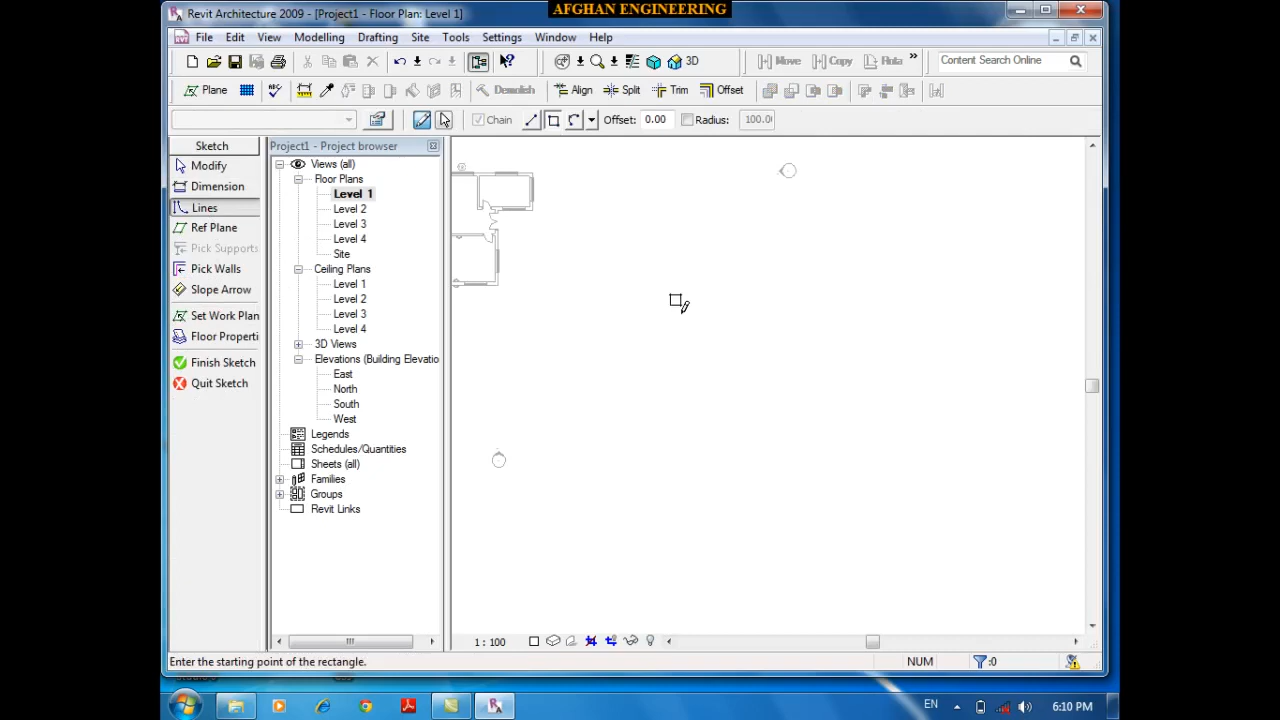 AFGHAN ENGINEERING
Revit Architecture 2009 - [Project1 - Floor Plan: Level 1]
File Edit View Modelling Drafting Site Tools Settings Window Help
3D Move Copy Rota » Content Search Online
Plane Demolish Align Split Trim Offset
Chain Offset: 0.00 Radius: 100.0
Sketch
Modify
Dimension
Lines
Ref Plane
Pick Supports
Pick Walls
Slope Arrow
Set Work Plan
Floor Properti
Finish Sketch
Quit Sketch
Project1 - Project browser
Views (all)
Floor Plans
Level 1
Level 2
Level 3
Level 4
Site
Ceiling Plans
Level 1
Level 2
Level 3
Level 4
3D Views
Elevations (Building Elevatio
East
North
South
West
Legends
Schedules/Quantities
Sheets (all)
Families
Groups
Revit Links
1 : 100
Enter the starting point of the rectangle.
NUM :0
EN 6:10 PM